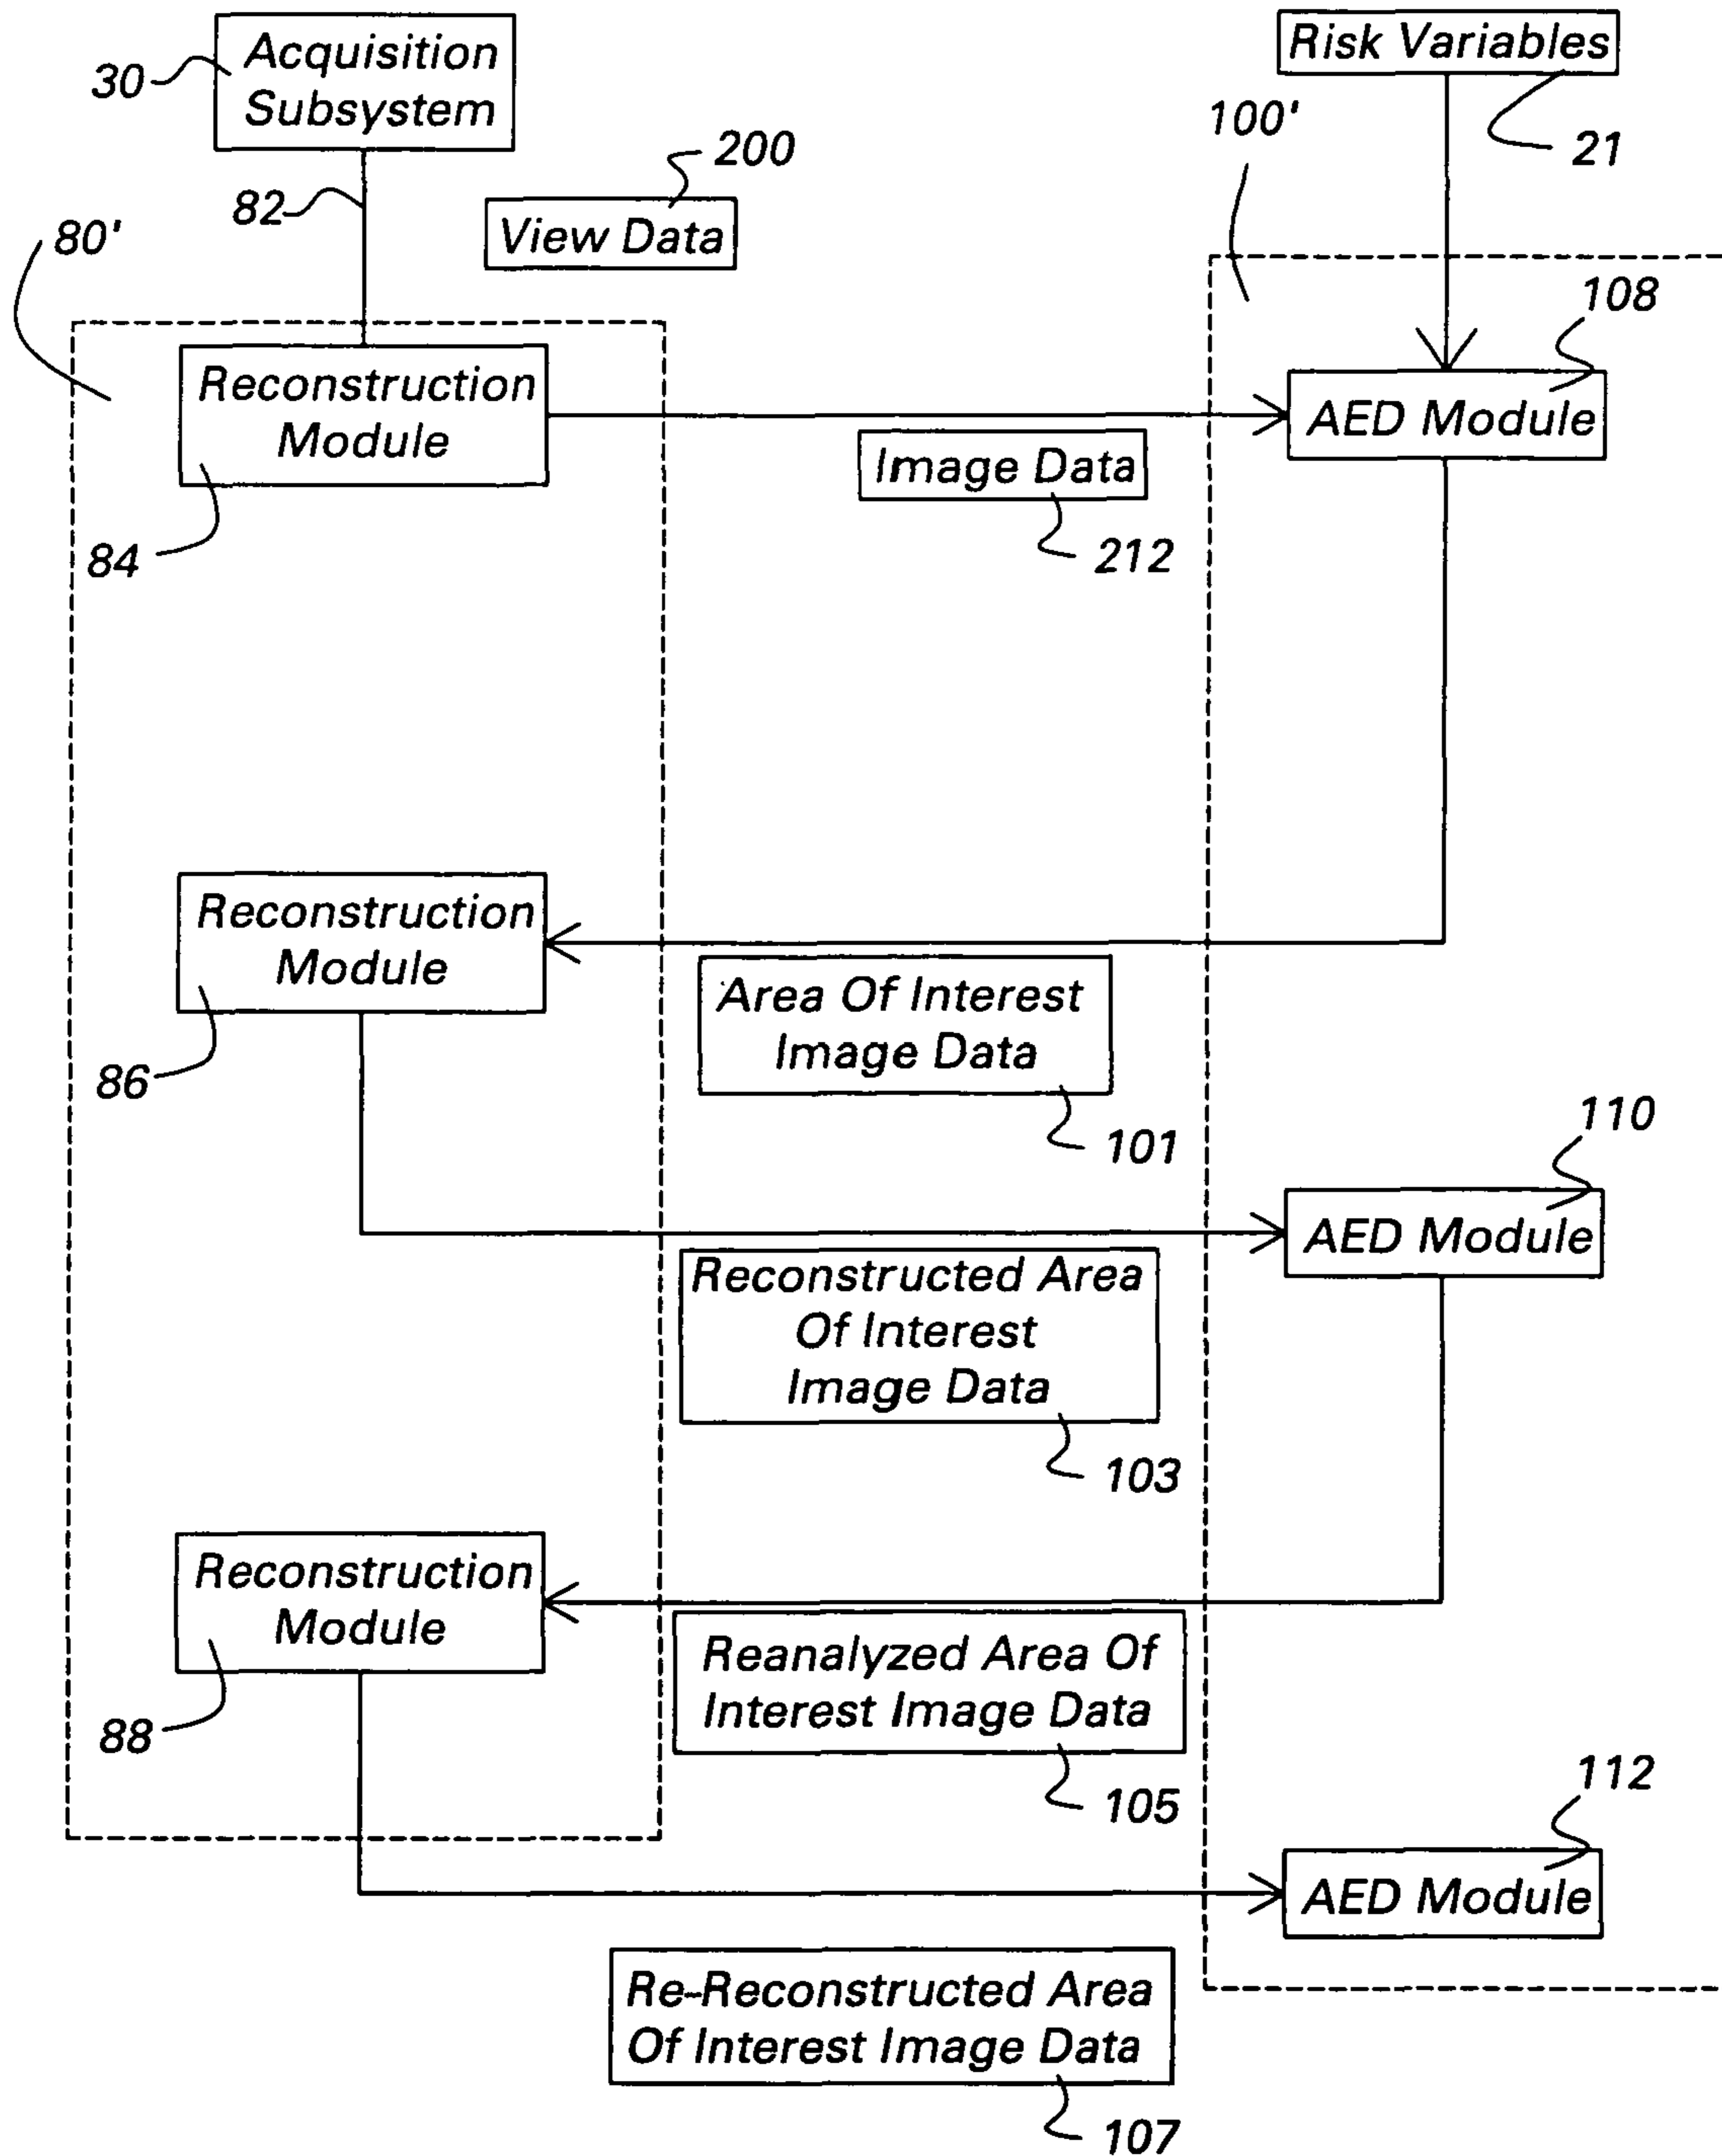 Acquisition
Subsystem
30
Risk Variables
21
100'
200
82
View Data
80'
108
Reconstruction
Module
AED Module
Image Data
84
212
Reconstruction
Module
86
Area Of Interest
Image Data
101
110
AED Module
Reconstructed Area
Of Interest
Image Data
103
Reconstruction
Module
88
Reanalyzed Area Of
Interest Image Data
105
112
AED Module
Re-Reconstructed Area
Of Interest Image Data
107